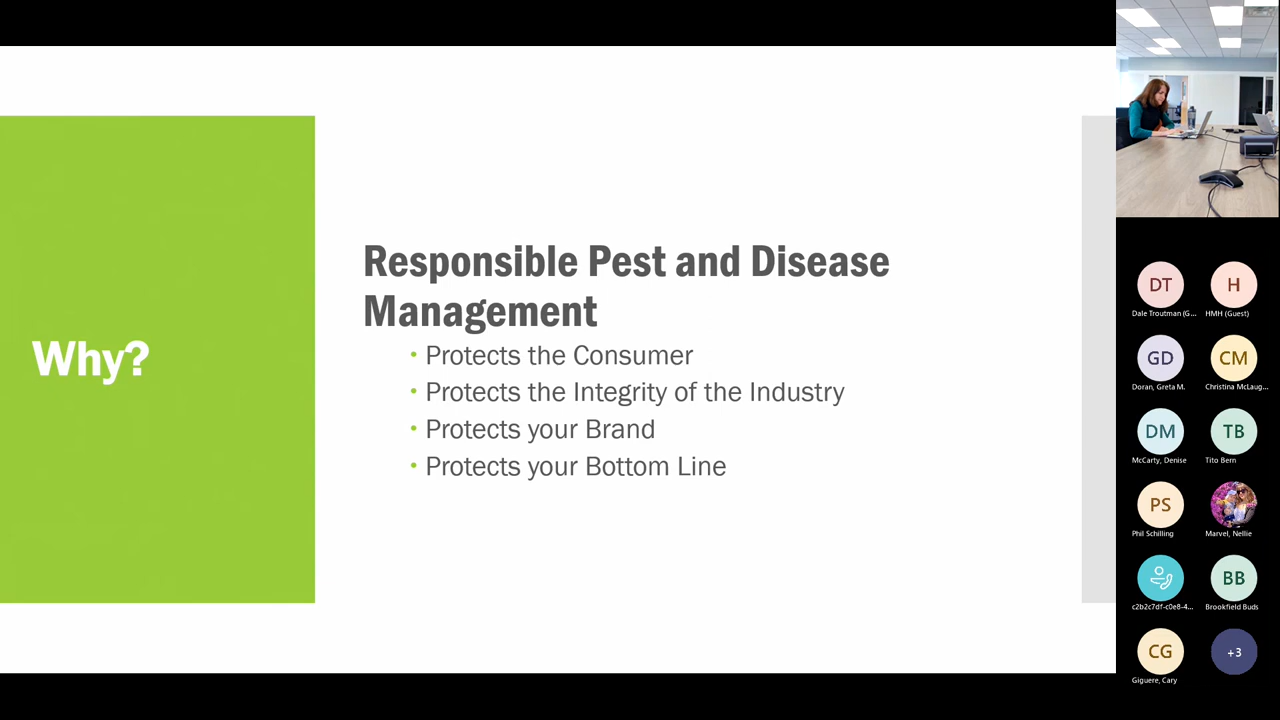 Why?
Responsible Pest and Disease
Management
• Protects the Consumer
• Protects the Integrity of the Industry
• Protects your Brand
• Protects your Bottom Line
DT
Dale Troutman (G...
H
HMH (Guest)
GD
Doran, Greta M.
CM
Christina McLaug...
DM
McCarty, Denise
TB
Tito Bern
PS
Phil Schilling
Marvel, Nellie
c2b2c7df-c0e8-4...
BB
Brookfield Buds
CG
Giguere, Cary
+3